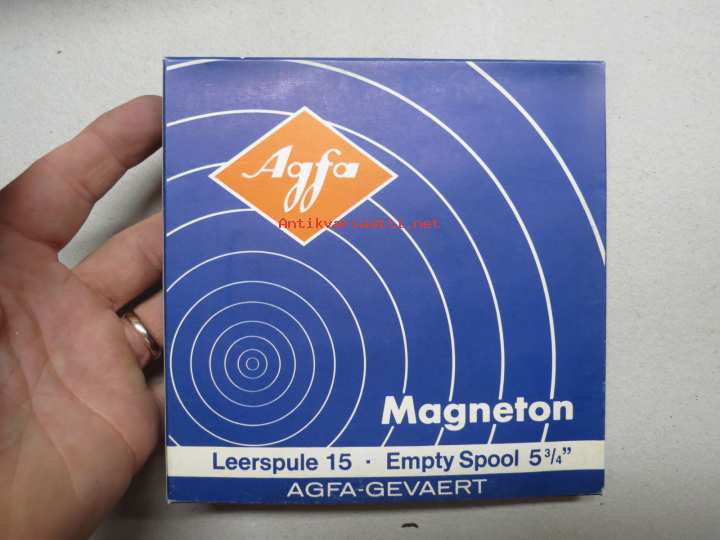 Agfa
Antikvariaatti.net
Magneton
Leerspule 15 · Empty Spool 5 3/4”
AGFA-GEVAERT